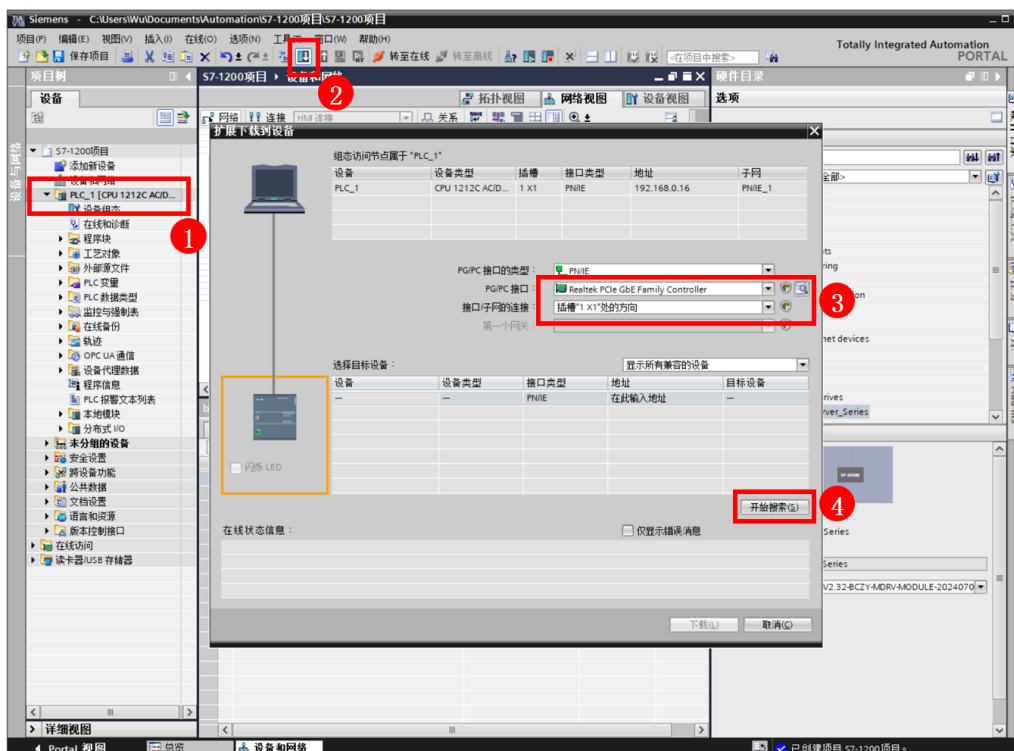 Siemens - C:\Users\Wu\Documents\Automation\S7-1200项目\S7-1200项目
项目(P) 编辑(E) 视图(V) 插入(I) 在线(O) 选项(N) 工具(T) 窗口(W) 帮助(H)
保存项目 转至在线 转至离线 <在项目中搜索>
Totally Integrated Automation
PORTAL
项目树
S7-1200项目 ▸ 设备和网络
硬件目录
设备
拓扑视图 网络视图 设备视图
选项
网络 连接 HMI 连接 关系
设备与网络
S7-1200项目
添加新设备
设备和网络
PLC_1 [CPU 1212C AC/D...
设备组态
在线和诊断
程序块
工艺对象
外部源文件
PLC 变量
PLC 数据类型
监控与强制表
在线备份
轨迹
OPC UA 通信
设备代理数据
程序信息
PLC 报警文本列表
本地模块
分布式 I/O
未分组的设备
安全设置
跨设备功能
公共数据
文档设置
语言和资源
版本控制接口
在线访问
读卡器/USB 存储器
1
2
扩展下载到设备
组态访问节点属于 "PLC_1"
设备 设备类型 插槽 接口类型 地址 子网
PLC_1 CPU 1212C AC/D... 1 X1 PN/IE 192.168.0.16 PN/IE_1
PG/PC 接口的类型: PN/IE
PG/PC 接口: Realtek PCIe GbE Family Controller
接口/子网的连接: 插槽"1 X1"处的方向
第一个网关:
3
选择目标设备: 显示所有兼容的设备
设备 设备类型 接口类型 地址 目标设备
— — PN/IE 在此输入地址 —
闪烁 LED
开始搜索(S)
4
在线状态信息: 仅显示错误消息
下载(L) 取消(C)
全部>
ts
ring
on
net devices
rives
rver_Series
Series
Series
V2.32-BCZY-MDRV-MODULE-2024070
详细视图
Portal 视图 总览 设备和网络 已创建项目 S7-1200项目。